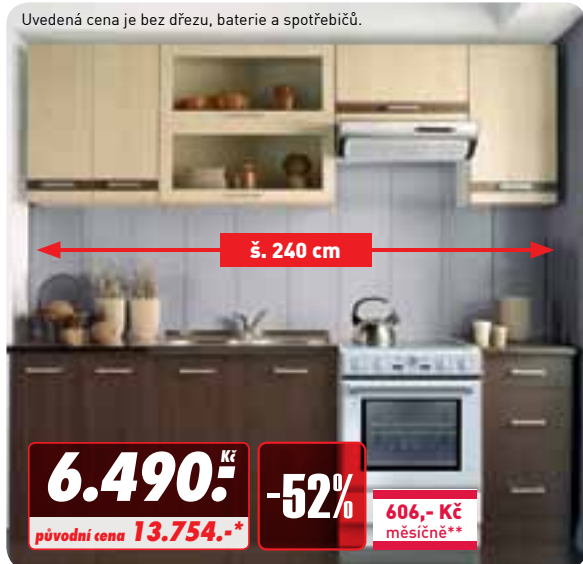 Uvedená cena je bez dřezu, baterie a spotřebičů.
š. 240 cm
6.490.- Kč
-52%
původní cena 13.754.-*
606,- Kč
měsíčně**